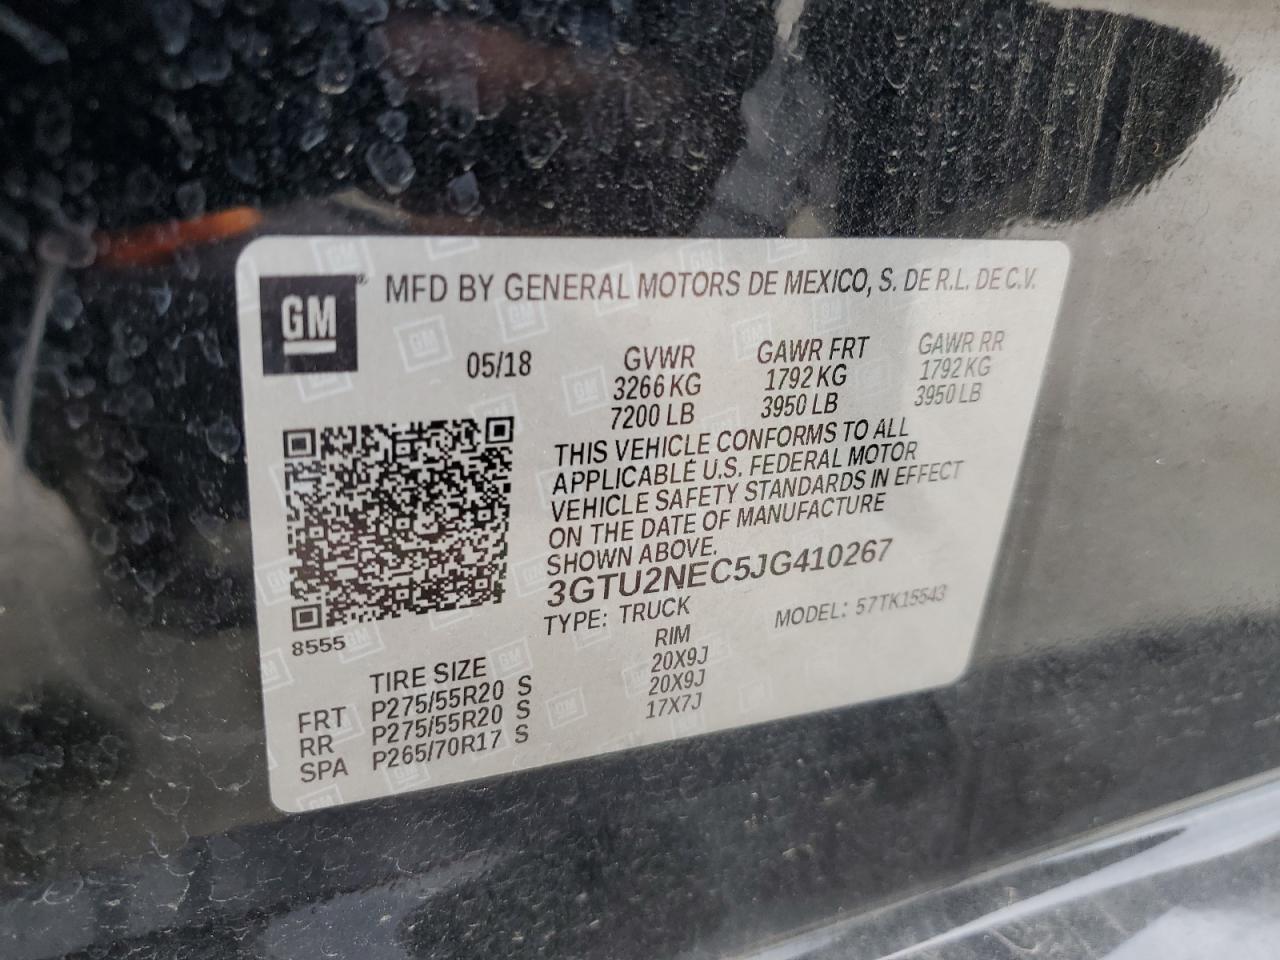 GM® MFD BY GENERAL MOTORS DE MEXICO, S. DE R.L. DE C.V.
05/18 GVWR GAWR FRT GAWR RR
3266 KG 1792 KG 1792 KG
7200 LB 3950 LB 3950 LB
THIS VEHICLE CONFORMS TO ALL
APPLICABLE U.S. FEDERAL MOTOR
VEHICLE SAFETY STANDARDS IN EFFECT
ON THE DATE OF MANUFACTURE
SHOWN ABOVE.
3GTU2NEC5JG410267
TYPE: TRUCK MODEL: 57TK15543
8555
TIRE SIZE RIM
FRT P275/55R20 S 20X9J
RR P275/55R20 S 20X9J
SPA P265/70R17 S 17X7J